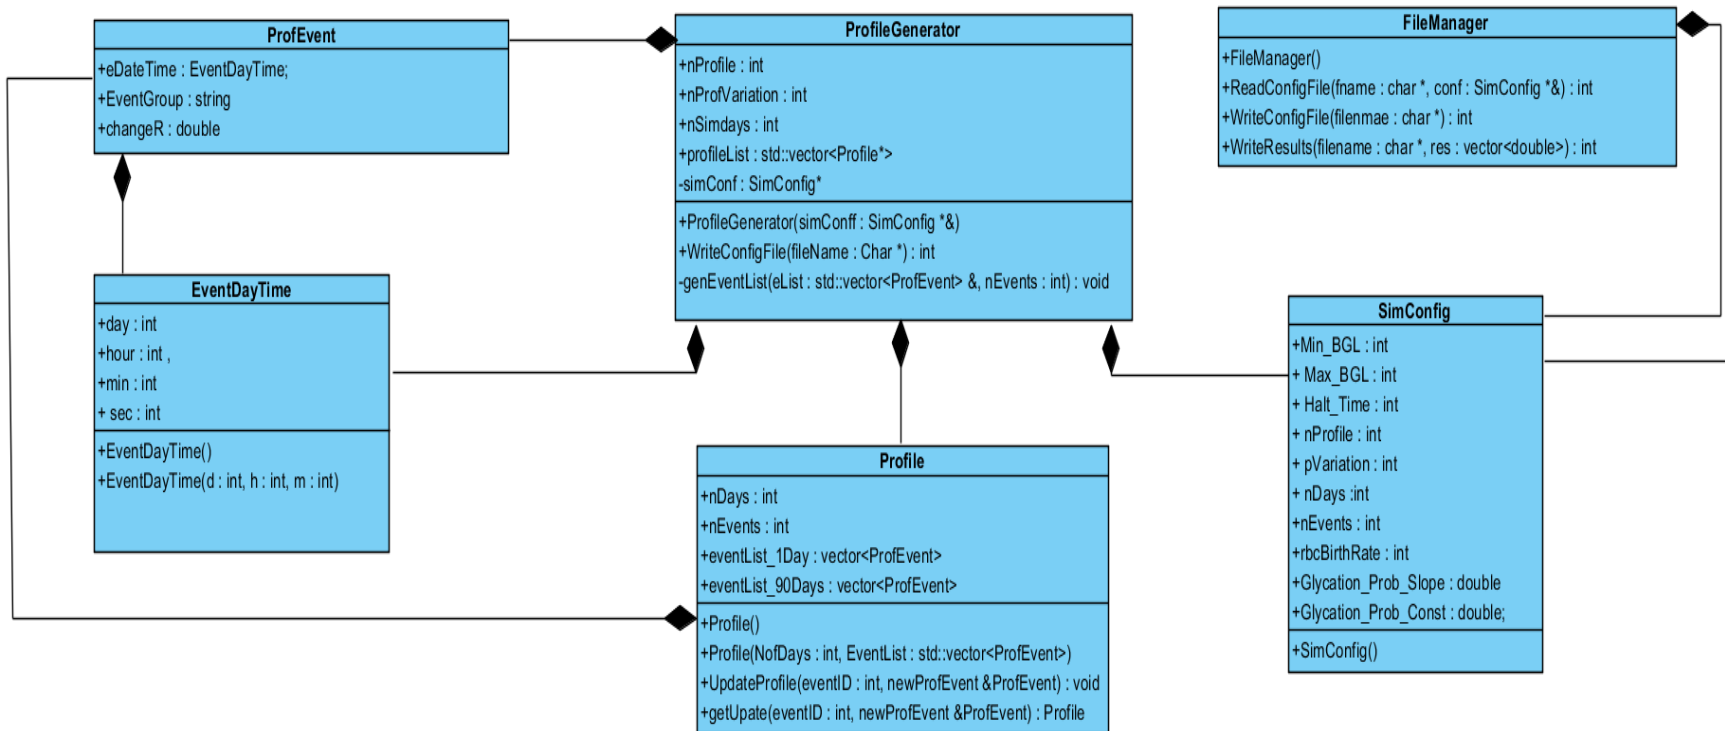 ProfEvent
+eDateTime : EventDayTime;
+EventGroup : string
+changeR : double
ProfileGenerator
+nProfile : int
+nProfVariation : int
+nSimdays : int
+profileList : std::vector<Profile*>
-simConf : SimConfig*
+ProfileGenerator(simConff : SimConfig *&)
+WriteConfigFile(fileName : Char *) : int
-genEventList(eList : std::vector<ProfEvent> &, nEvents : int) : void
FileManager
+FileManager()
+ReadConfigFile(fname : char *, conf : SimConfig *&) : int
+WriteConfigFile(filenmae : char *) : int
+WriteResults(filename : char *, res : vector<double>) : int
EventDayTime
+day : int
+hour : int ,
+min : int
+ sec : int
+EventDayTime()
+EventDayTime(d : int, h : int, m : int)
Profile
+nDays : int
+nEvents : int
+eventList_1Day : vector<ProfEvent>
+eventList_90Days : vector<ProfEvent>
+Profile()
+Profile(NofDays : int, EventList : std::vector<ProfEvent>)
+UpdateProfile(eventID : int, newProfEvent &ProfEvent) : void
+getUpate(eventID : int, newProfEvent &ProfEvent) : Profile
SimConfig
+Min_BGL : int
+ Max_BGL : int
+ Halt_Time : int
+ nProfile : int
+ pVariation : int
+ nDays :int
+nEvents : int
+rbcBirthRate : int
+Glycation_Prob_Slope : double
+Glycation_Prob_Const : double;
+SimConfig()